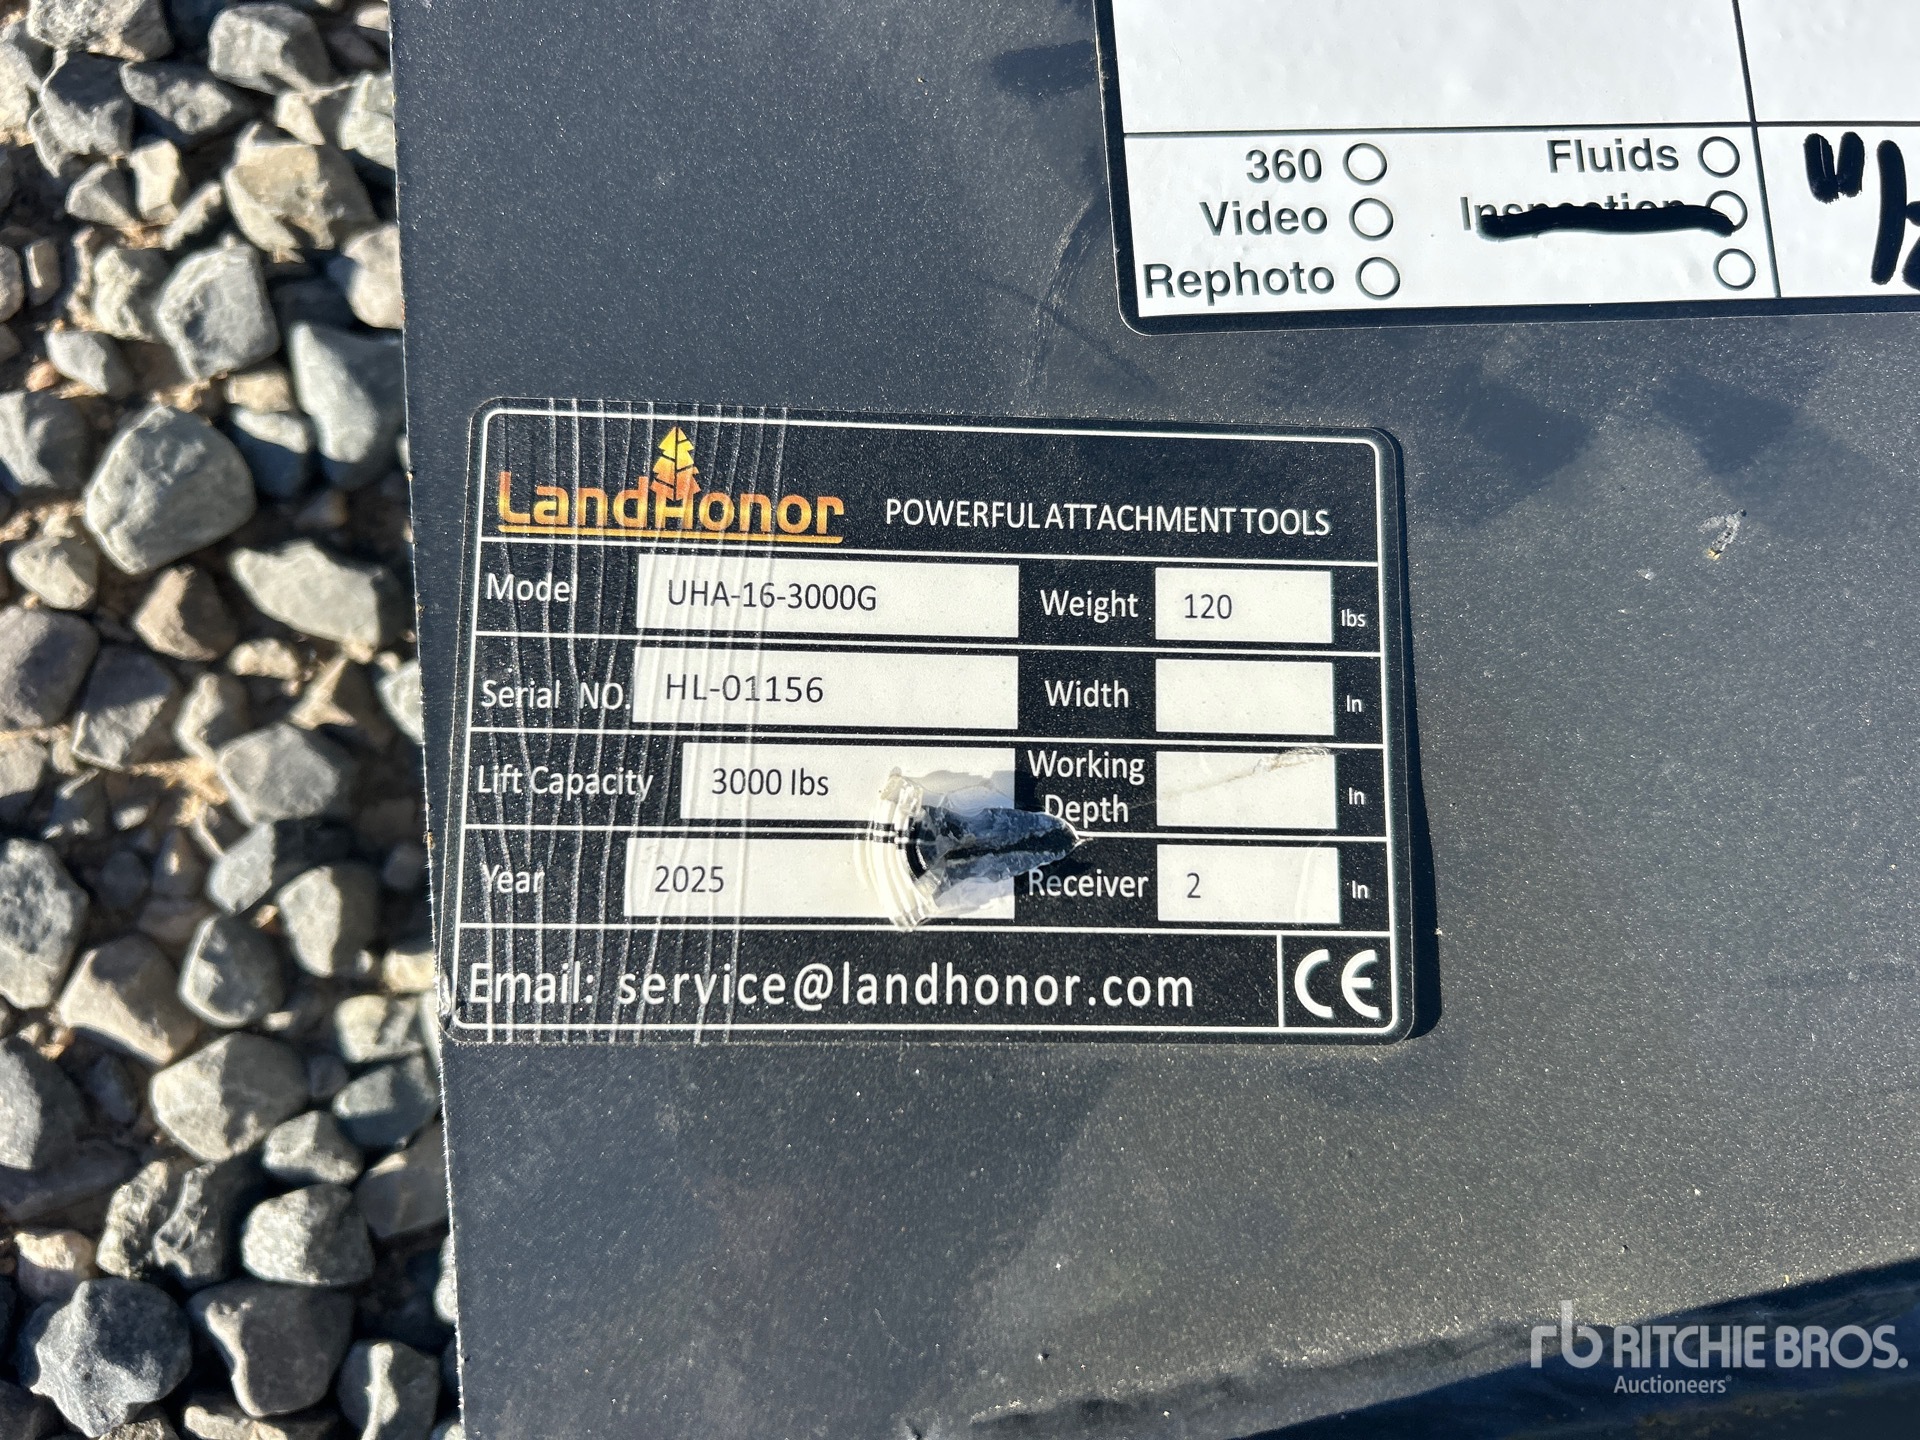 360 Fluids
Video Inspection
Rephoto
LandHonor POWERFUL ATTACHMENT TOOLS
Model UHA-16-3000G Weight 120 lbs
Serial NO. HL-01156 Width In
Lift Capacity 3000 lbs Working Depth In
Year 2025 Receiver 2 In
Email: service@landhonor.com CE
rb RITCHIE BROS.
Auctioneers